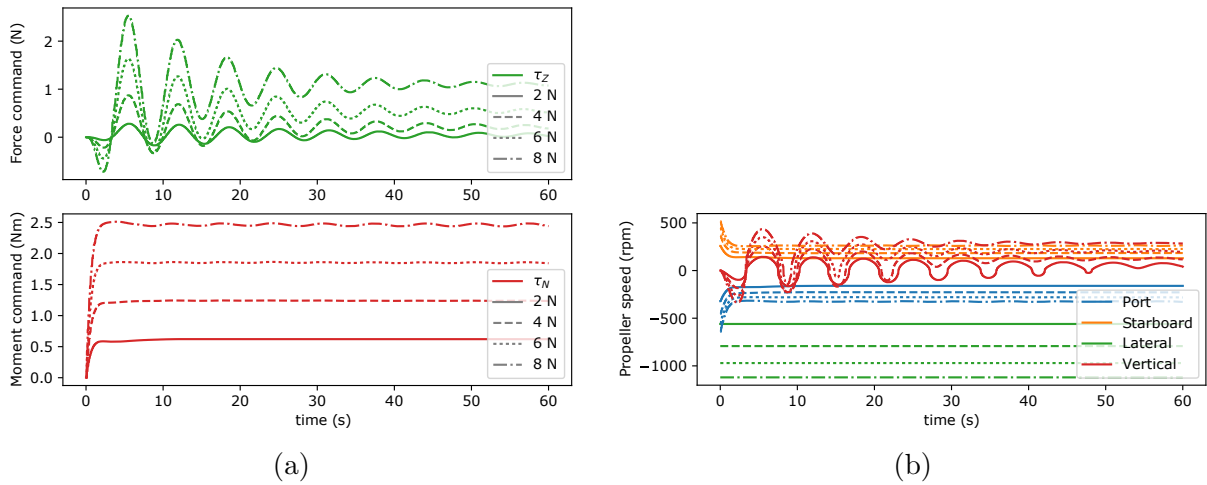 Force command (N)
2
1
0
τ_Z
2 N
4 N
6 N
8 N
0 10 20 30 40 50 60
Moment command (Nm)
2.5
2.0
1.5
1.0
0.5
0.0
τ_N
2 N
4 N
6 N
8 N
0 10 20 30 40 50 60
time (s)
(a)
Propeller speed (rpm)
500
0
−500
−1000
Port
Starboard
Lateral
Vertical
0 10 20 30 40 50 60
time (s)
(b)